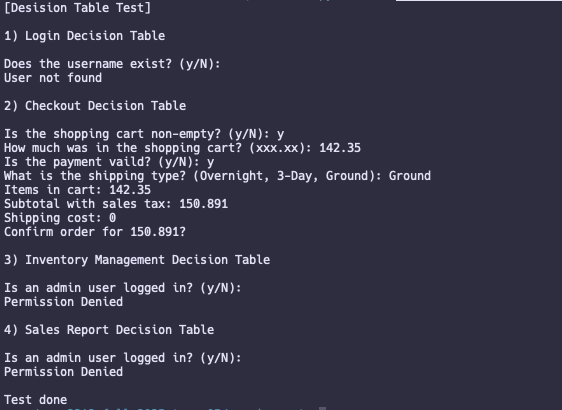 [Desision Table Test]
1) Login Decision Table
Does the username exist? (y/N):
User not found
2) Checkout Decision Table
Is the shopping cart non-empty? (y/N): y
How much was in the shopping cart? (xxx.xx): 142.35
Is the payment vaild? (y/N): y
What is the shipping type? (Overnight, 3-Day, Ground): Ground
Items in cart: 142.35
Subtotal with sales tax: 150.891
Shipping cost: 0
Confirm order for 150.891?
3) Inventory Management Decision Table
Is an admin user logged in? (y/N):
Permission Denied
4) Sales Report Decision Table
Is an admin user logged in? (y/N):
Permission Denied
Test done